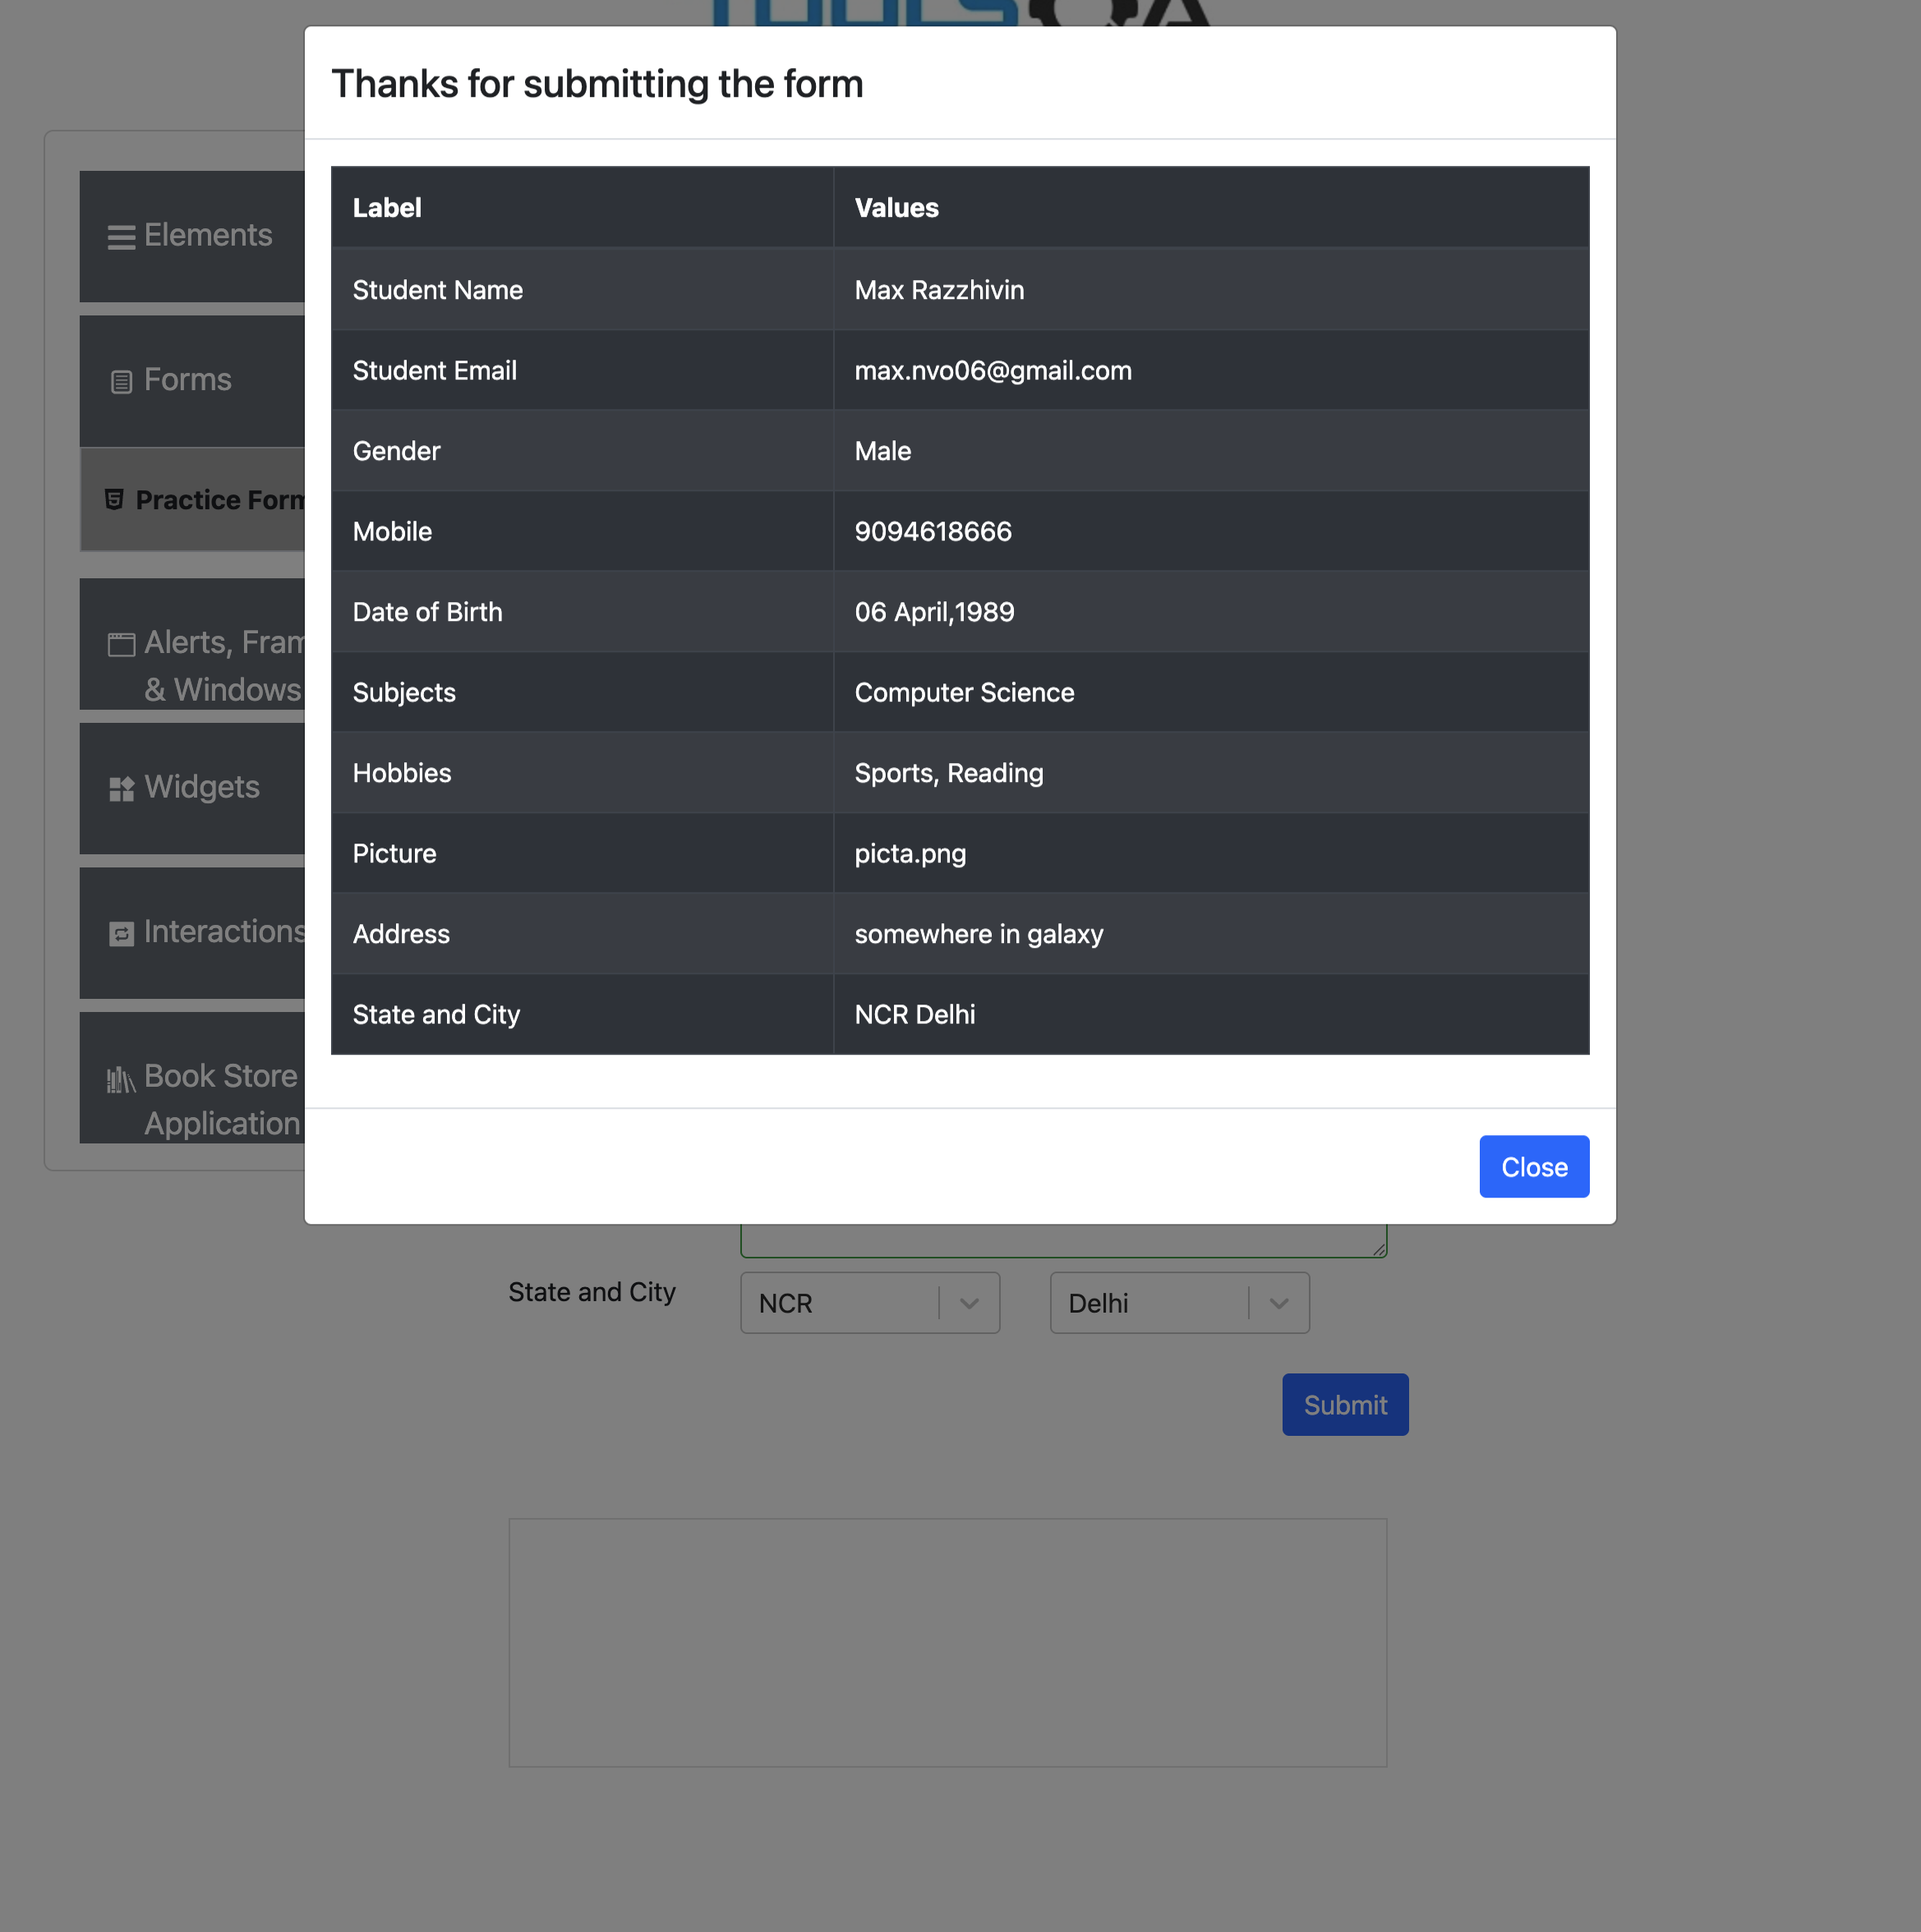 TOOLSQA
Thanks for submitting the form
Label Values
Student Name Max Razzhivin
Student Email max.nvo06@gmail.com
Gender Male
Mobile 9094618666
Date of Birth 06 April,1989
Subjects Computer Science
Hobbies Sports, Reading
Picture picta.png
Address somewhere in galaxy
State and City NCR Delhi
Close
Elements
Forms
Practice Form
Alerts, Fram
& Windows
Widgets
Interactions
Book Store
Application
State and City NCR Delhi
Submit